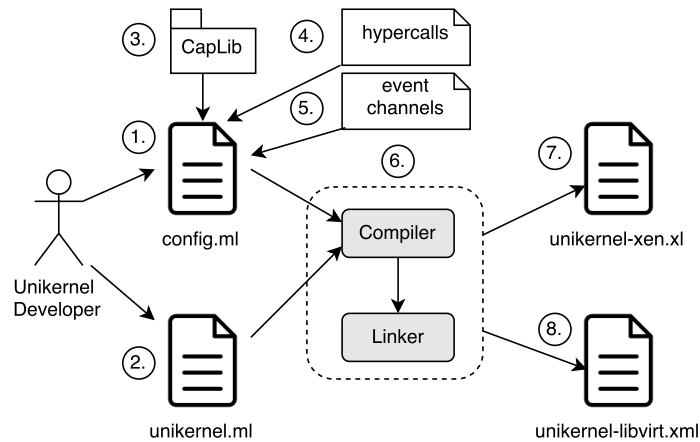 3.
CapLib
4.
hypercalls
5.
event
channels
1.
config.ml
6.
Compiler
Linker
7.
unikernel-xen.xl
Unikernel
Developer
2.
unikernel.ml
8.
unikernel-libvirt.xml